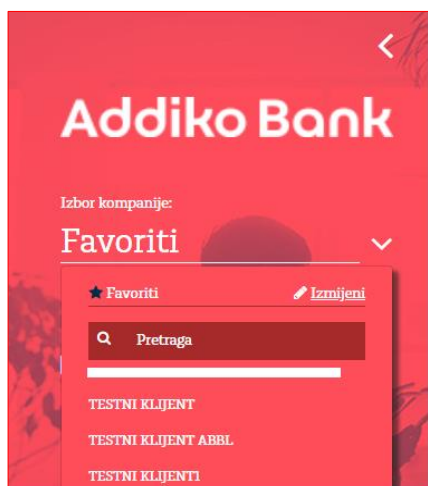 Addiko Bank
Izbor kompanije:
Favoriti
Favoriti Izmijeni
Pretraga
TESTNI KLIJENT
TESTNI KLIJENT ABBL
TESTNI KLIJENT1